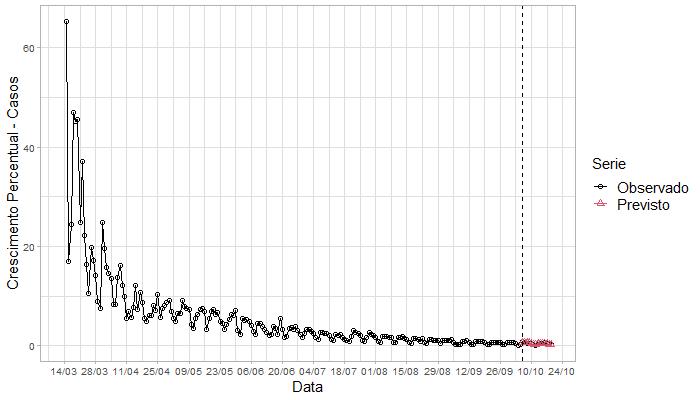 Crescimento Percentual - Casos
60
40
20
0
14/03 28/03 11/04 25/04 09/05 23/05 06/06 20/06 04/07 18/07 01/08 15/08 29/08 12/09 26/09 10/10 24/10
Data
Serie
Observado
Previsto